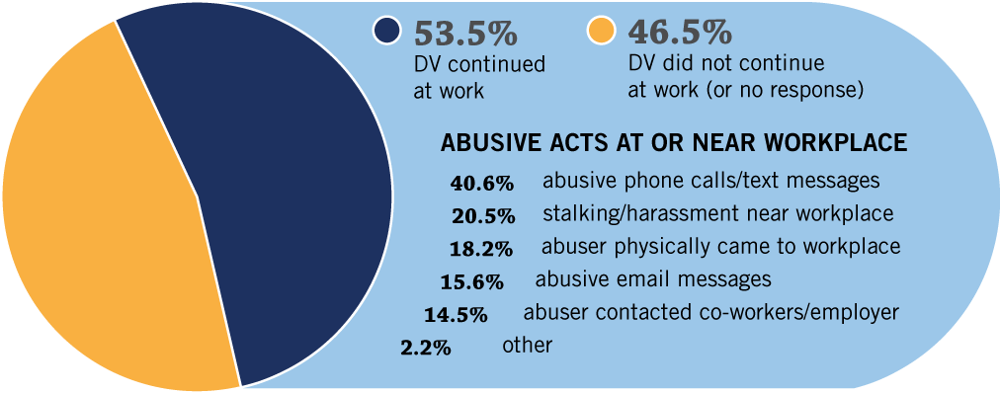 53.5%
DV continued
at work
46.5%
DV did not continue
at work (or no response)
ABUSIVE ACTS AT OR NEAR WORKPLACE
40.6% abusive phone calls/text messages
20.5% stalking/harassment near workplace
18.2% abuser physically came to workplace
15.6% abusive email messages
14.5% abuser contacted co-workers/employer
2.2% other